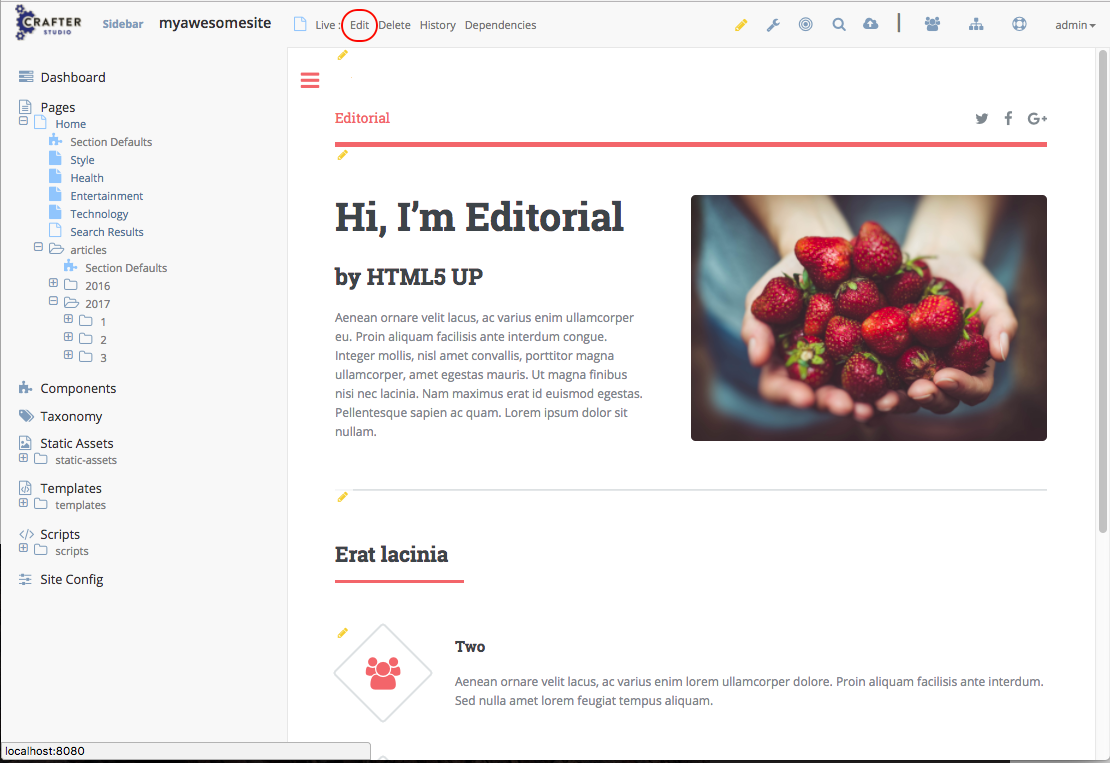 CRAFTER
STUDIO
Sidebar
myawesomesite
Live : Edit Delete History Dependencies
admin
Dashboard
Pages
Home
Section Defaults
Style
Health
Entertainment
Technology
Search Results
articles
Section Defaults
2016
2017
1
2
3
Components
Taxonomy
Static Assets
static-assets
Templates
templates
Scripts
scripts
Site Config
Editorial
G+
Hi, I'm Editorial
by HTML5 UP
Aenean ornare velit lacus, ac varius enim ullamcorper
eu. Proin aliquam facilisis ante interdum congue.
Integer mollis, nisl amet convallis, porttitor magna
ullamcorper, amet egestas mauris. Ut magna finibus
nisi nec lacinia. Nam maximus erat id euismod egestas.
Pellentesque sapien ac quam. Lorem ipsum dolor sit
nullam.
Erat lacinia
Two
Aenean ornare velit lacus, ac varius enim lorem ullamcorper dolore. Proin aliquam facilisis ante interdum.
Sed nulla amet lorem feugiat tempus aliquam.
localhost:8080